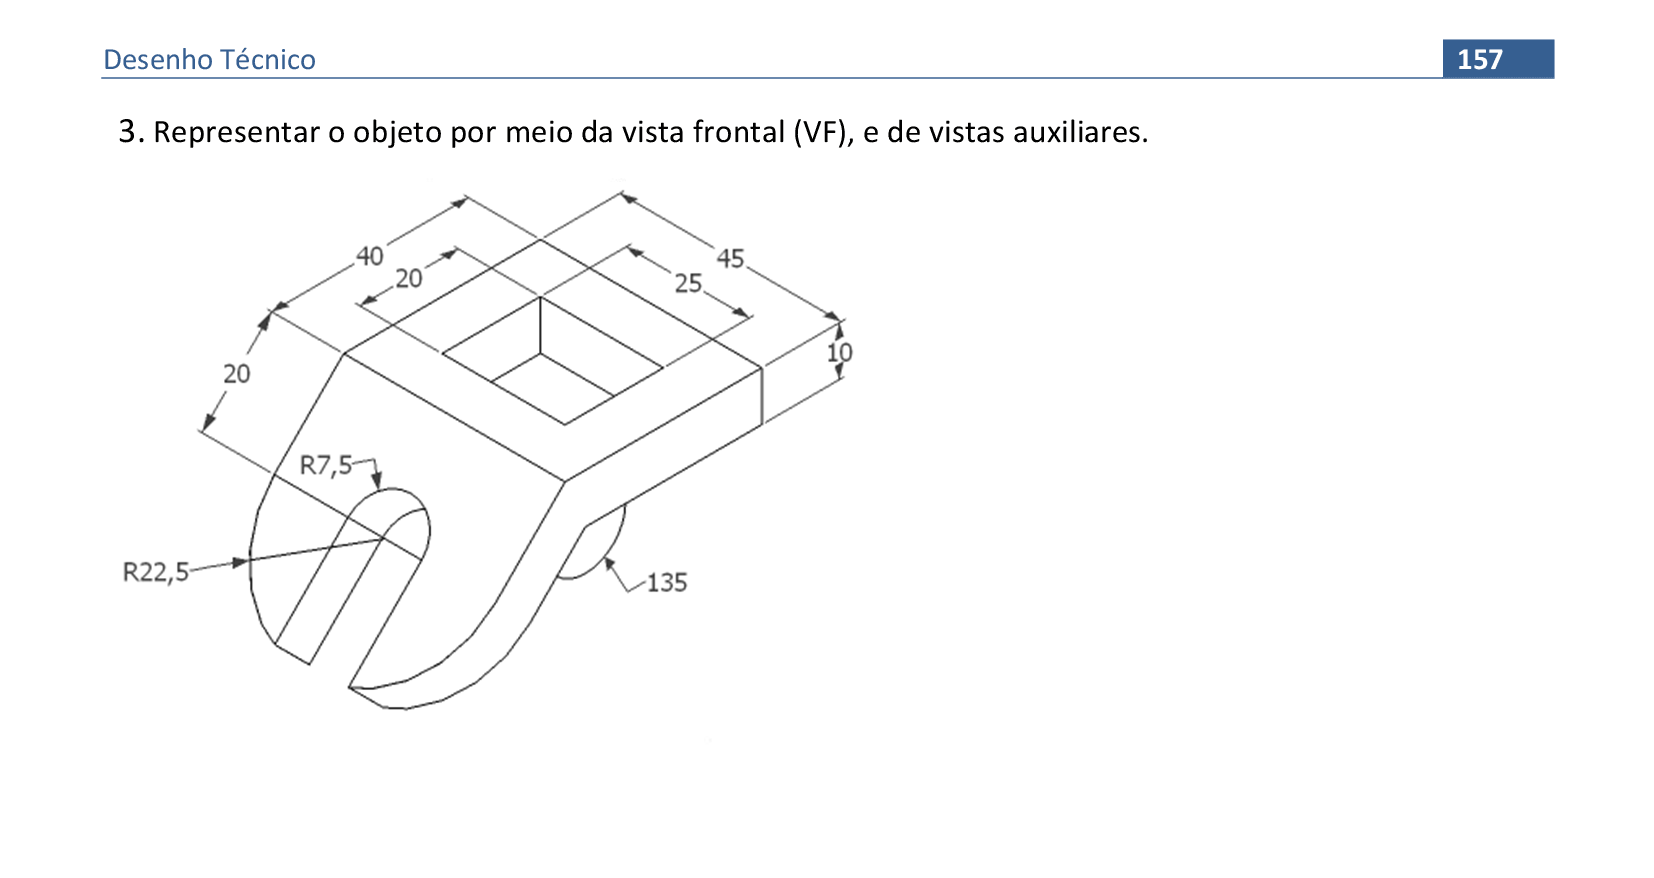 Desenho Técnico
157
3. Representar o objeto por meio da vista frontal (VF), e de vistas auxiliares.
40
20
45
25
10
20
R7,5
R22,5
135